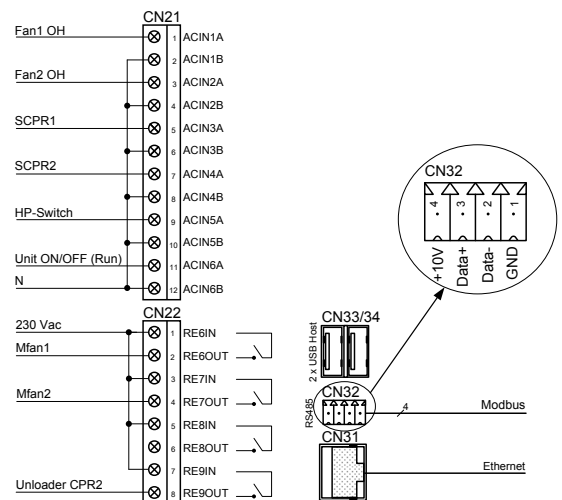 CN21
Fan1 OH 1 ACIN1A
2 ACIN1B
Fan2 OH 3 ACIN2A
4 ACIN2B
SCPR1 5 ACIN3A
6 ACIN3B
SCPR2 7 ACIN4A
8 ACIN4B
HP-Switch 9 ACIN5A
10 ACIN5B
Unit ON/OFF (Run) 11 ACIN6A
N 12 ACIN6B
CN22
230 Vac 1 RE6IN
Mfan1 2 RE6OUT
3 RE7IN
Mfan2 4 RE7OUT
5 RE8IN
6 RE8OUT
7 RE9IN
Unloader CPR2 8 RE9OUT
CN32
4 3 2 1
+10V Data+ Data- GND
CN33/34
2 x USB Host
CN32
RS485
4 Modbus
CN31
Ethernet